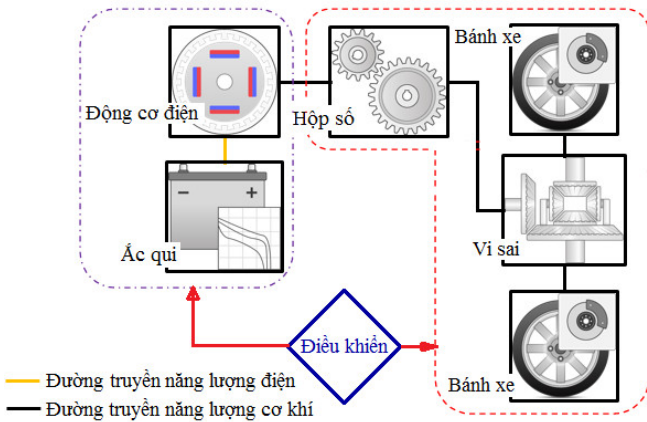 Bánh xe
Động cơ điện
Hộp số
Ắc qui
Vi sai
Điều khiển
Bánh xe
Đường truyền năng lượng điện
Đường truyền năng lượng cơ khí